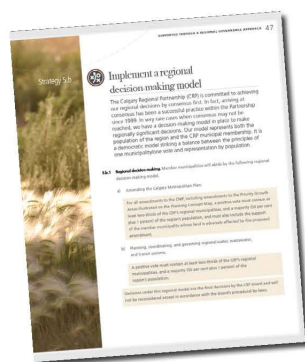 SUPPORTED THROUGH A REGIONAL GOVERNANCE APPROACH 47
Strategy 5.b
Implement a regional
decision-making model
The Calgary Regional Partnership (CRP) is committed to achieving
our regional decisions by consensus first. In fact, arriving at
consensus has been a successful practice within the Partnership
since 1999. In very rare cases when consensus may not be
reached, we have a decision-making model in place to make
regionally significant decisions. Our model represents both the
population of the region and the CRP municipal membership. It is
a democratic model striking a balance between the principles of
one municipality/one vote and representation by population.
5.b.1 Regional decision making. Member municipalities will abide by the following regional
decision-making model.
a) Amending the Calgary Metropolitan Plan:
For all amendments to the CMP, including amendments to the Priority Growth
Areas illustrated on the Planning Concept Map, a positive vote must contain at
least two-thirds of the CRP's regional municipalities, and a majority (50 per cent
plus 1 percent of the region's population, and must also include the support
of the member municipality whose land is adversely affected by the proposed
amendment.
b) Planning, coordinating, and governing regional water, wastewater,
and transit systems:
A positive vote must contain at least two-thirds of the CRP's regional
municipalities, and a majority (50 per cent plus 1 percent of the
region's population.
Decisions under this regional model are the final decisions by the CRP board and will
not be reconsidered except in accordance with the board's procedural by-laws.